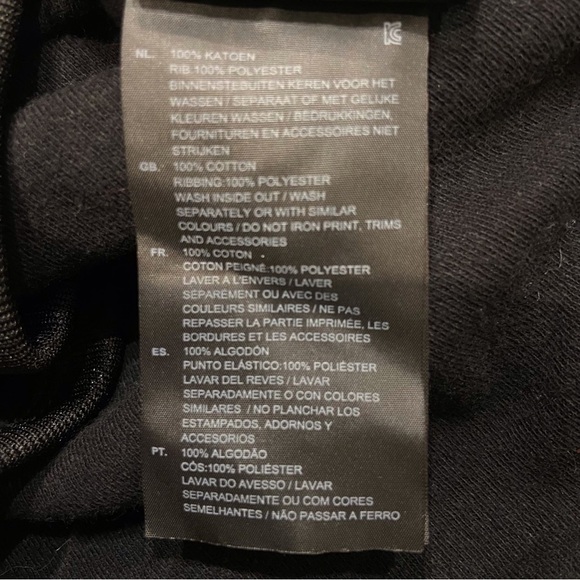 NL. 100% KATOEN
RIB:100% POLYESTER
BINNENSTEBUITEN KEREN VOOR HET
WASSEN / SEPARAAT OF MET GELIJKE
KLEUREN WASSEN / BEDRUKKINGEN,
FOURNITUREN EN ACCESSOIRES NIET
STRIJKEN
GB. 100% COTTON
RIBBING:100% POLYESTER
WASH INSIDE OUT / WASH
SEPARATELY OR WITH SIMILAR
COLOURS / DO NOT IRON PRINT, TRIMS
AND ACCESSORIES
FR. 100% COTON
COTON PEIGNÉ:100% POLYESTER
LAVER À L'ENVERS / LAVER
SÉPARÉMENT OU AVEC DES
COULEURS SIMILAIRES / NE PAS
REPASSER LA PARTIE IMPRIMÉE, LES
BORDURES ET LES ACCESSOIRES
ES. 100% ALGODÓN
PUNTO ELÁSTICO:100% POLIÉSTER
LAVAR DEL REVES / LAVAR
SEPARADAMENTE O CON COLORES
SIMILARES / NO PLANCHAR LOS
ESTAMPADOS, ADORNOS Y
ACCESORIOS
PT. 100% ALGODÃO
CÓS:100% POLIÉSTER
LAVAR DO AVESSO / LAVAR
SEPARADAMENTE OU COM CORES
SEMELHANTES / NÃO PASSAR A FERRO